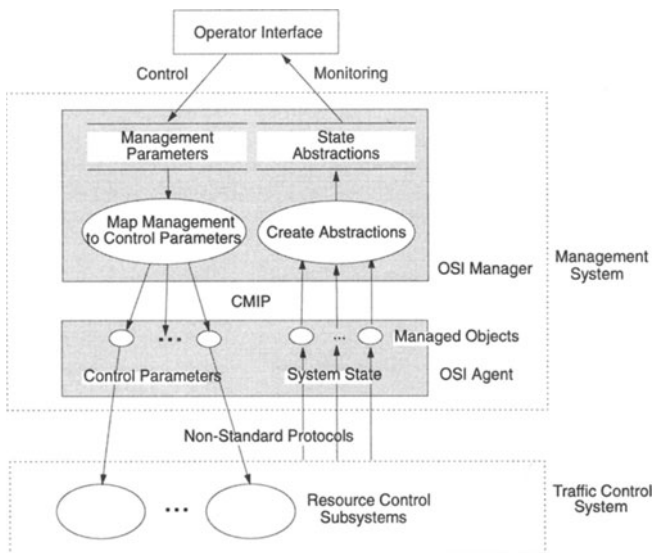 Operator Interface
Control
Monitoring
Management
Parameters
State
Abstractions
Map Management
to Control Parameters
Create Abstractions
OSI Manager
Management
System
CMIP
Managed Objects
Control Parameters
System State
OSI Agent
Non-Standard Protocols
Resource Control
Subsystems
Traffic Control
System